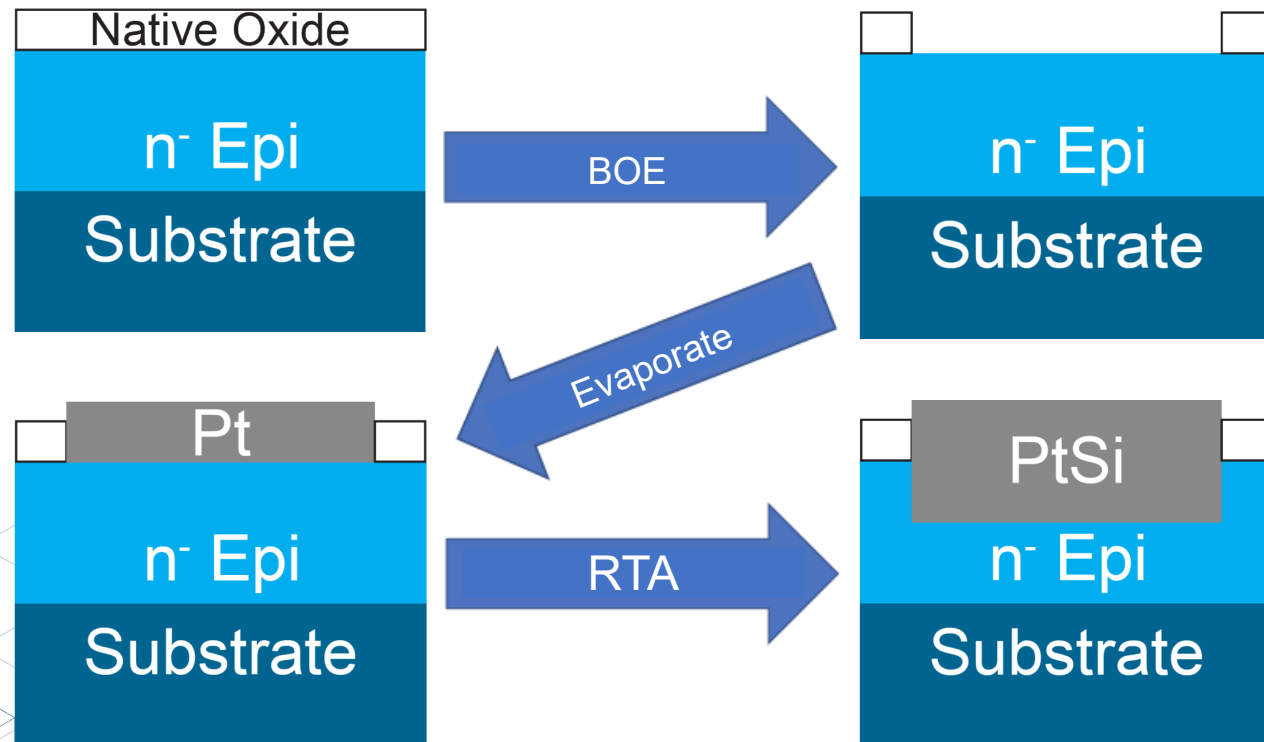 Native Oxide
n⁻ Epi
Substrate
BOE
n⁻ Epi
Substrate
Evaporate
Pt
n⁻ Epi
Substrate
RTA
PtSi
n⁻ Epi
Substrate